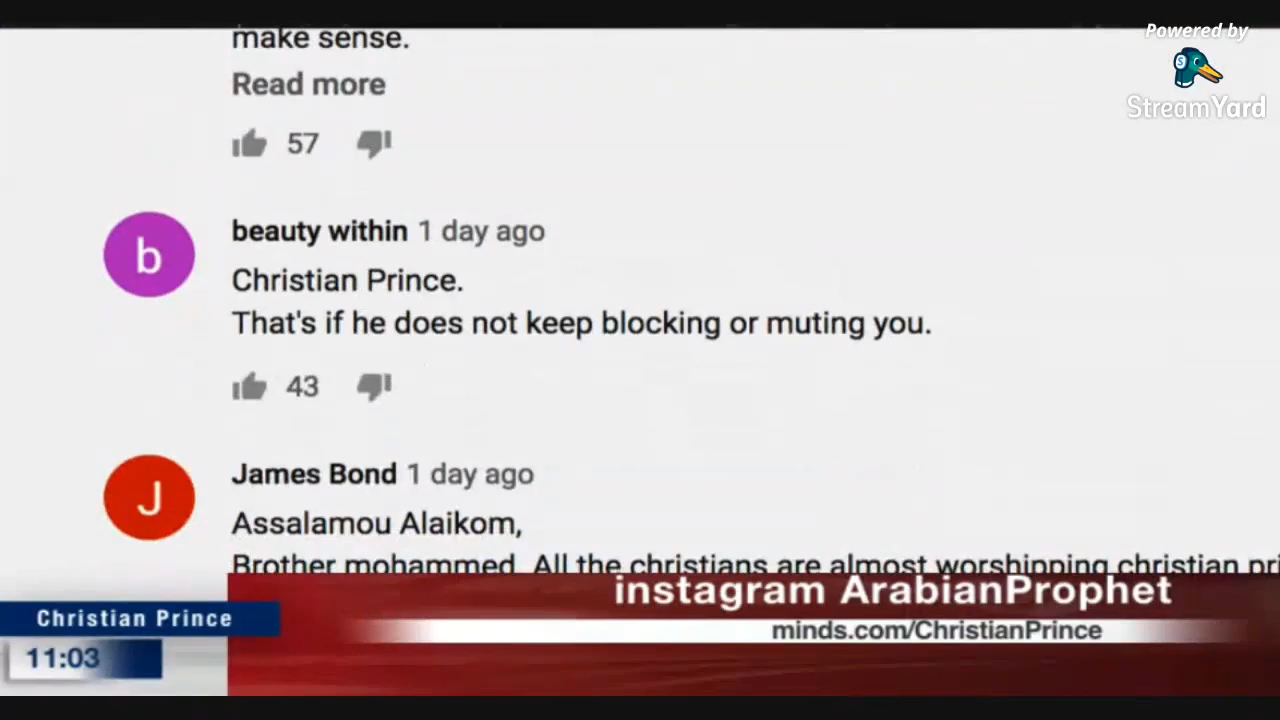 make sense.
Powered by
StreamYard
Read more
57
b
beauty within 1 day ago
Christian Prince.
That's if he does not keep blocking or muting you.
43
J
James Bond 1 day ago
Assalamou Alaikom,
Brother mohammed. All the christians are almost worshipping christian pri
instagram ArabianProphet
Christian Prince
minds.com/ChristianPrince
11:03